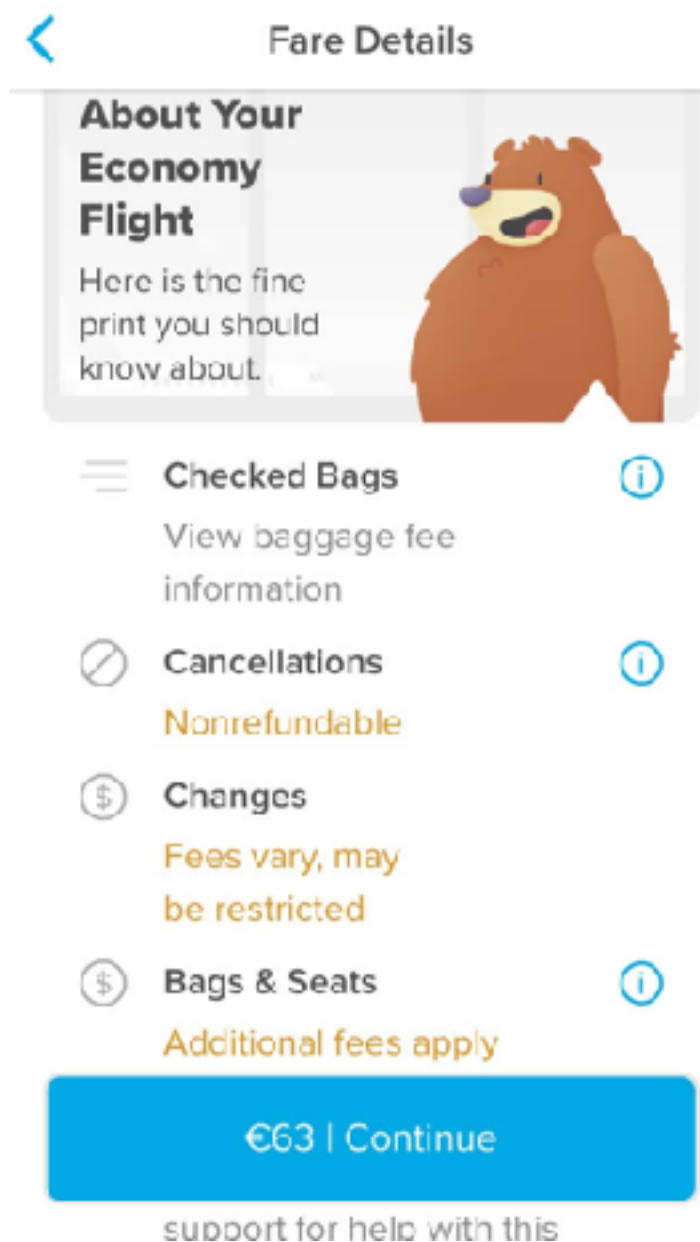 Fare Details
About Your
Economy
Flight
Here is the fine
print you should
know about.
Checked Bags
View baggage fee
information
Cancellations
Nonrefundable
$ Changes
Fees vary, may
be restricted
$ Bags & Seats
Additional fees apply
€63 | Continue
support for help with this